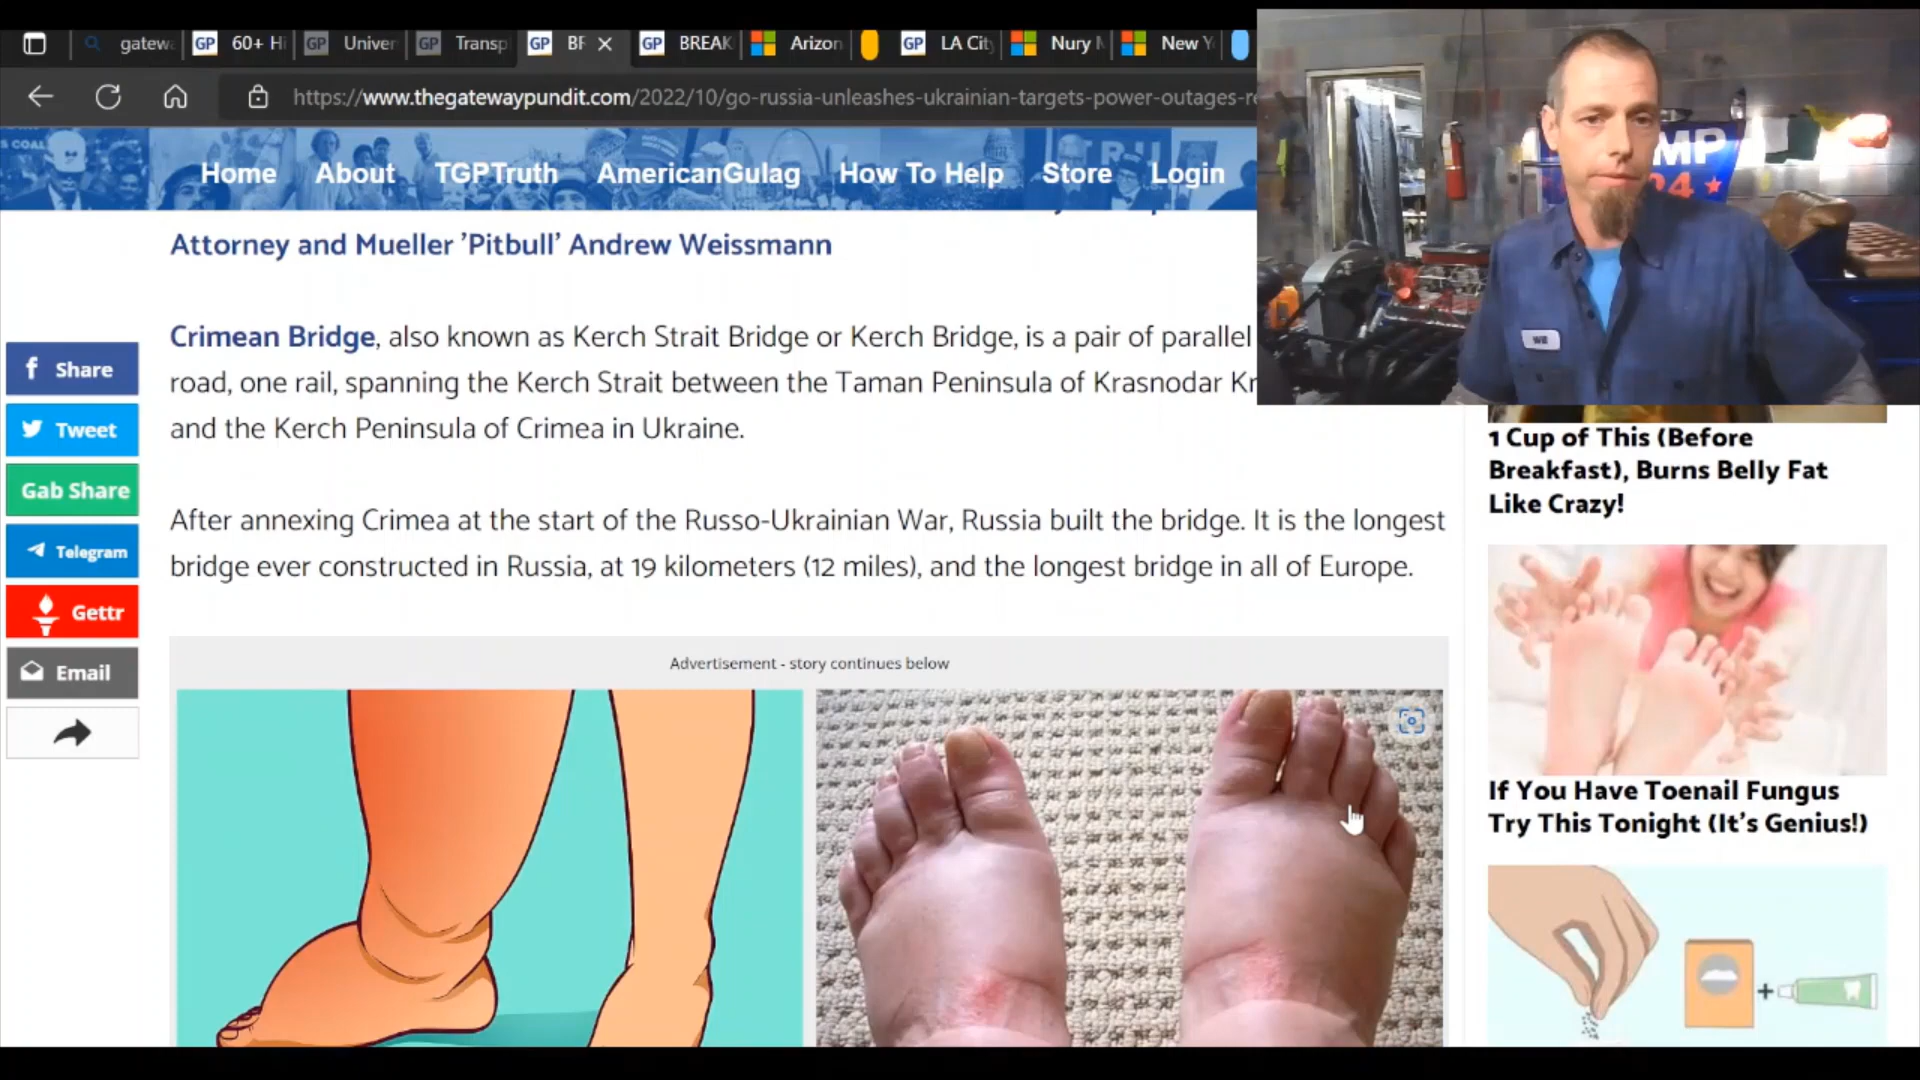 gatew
60+ Hi
Univer
Transp
BF
BREAK
Arizon
LA City
Nury
New Y
https://www.thegatewaypundit.com/2022/10/go-russia-unleashes-ukrainian-targets-power-outages-re
Home About TGPTruth AmericanGulag How To Help Store Login
Attorney and Mueller 'Pitbull' Andrew Weissmann
Crimean Bridge, also known as Kerch Strait Bridge or Kerch Bridge, is a pair of parallel
road, one rail, spanning the Kerch Strait between the Taman Peninsula of Krasnodar Kr
and the Kerch Peninsula of Crimea in Ukraine.
After annexing Crimea at the start of the Russo-Ukrainian War, Russia built the bridge. It is the longest
bridge ever constructed in Russia, at 19 kilometers (12 miles), and the longest bridge in all of Europe.
Share
Tweet
Gab Share
Telegram
Gettr
Email
Advertisement - story continues below
1 Cup of This (Before
Breakfast), Burns Belly Fat
Like Crazy!
If You Have Toenail Fungus
Try This Tonight (It's Genius!)